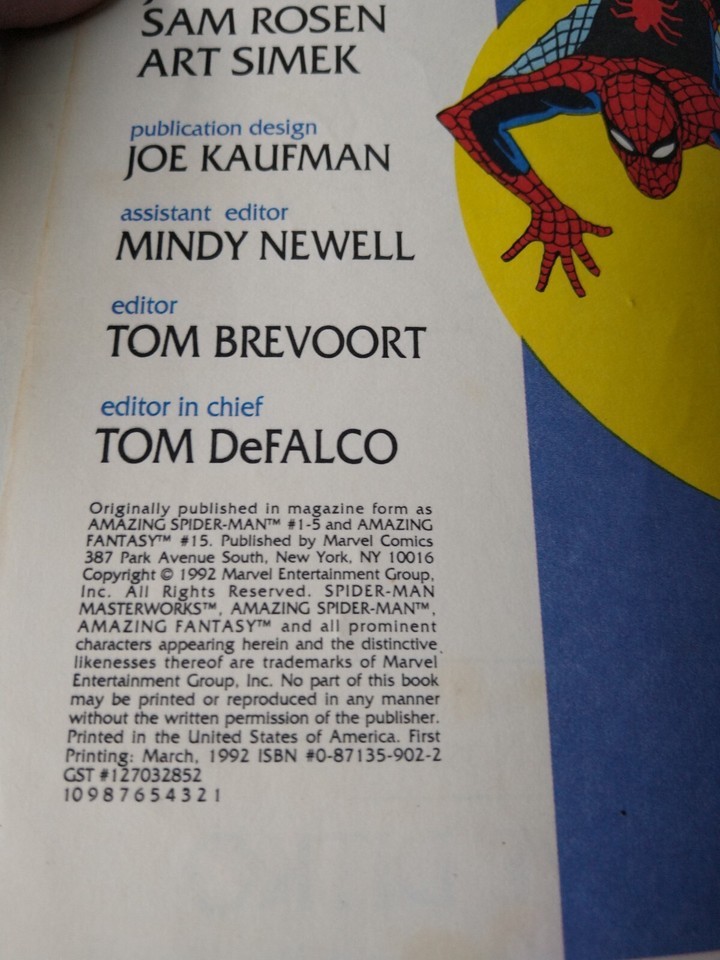 SAM ROSEN
ART SIMEK
publication design
JOE KAUFMAN
assistant editor
MINDY NEWELL
editor
TOM BREVOORT
editor in chief
TOM DeFALCO
Originally published in magazine form as
AMAZING SPIDER-MAN™ #1-5 and AMAZING
FANTASY™ #15. Published by Marvel Comics
387 Park Avenue South, New York, NY 10016
Copyright © 1992 Marvel Entertainment Group,
Inc. All Rights Reserved. SPIDER-MAN
MASTERWORKS™, AMAZING SPIDER-MAN™,
AMAZING FANTASY™ and all prominent
characters appearing herein and the distinctive
likenesses thereof are trademarks of Marvel
Entertainment Group, Inc. No part of this book
may be printed or reproduced in any manner
without the written permission of the publisher.
Printed in the United States of America. First
Printing: March, 1992 ISBN #0-87135-902-2
GST #127032852
10 9 8 7 6 5 4 3 2 1